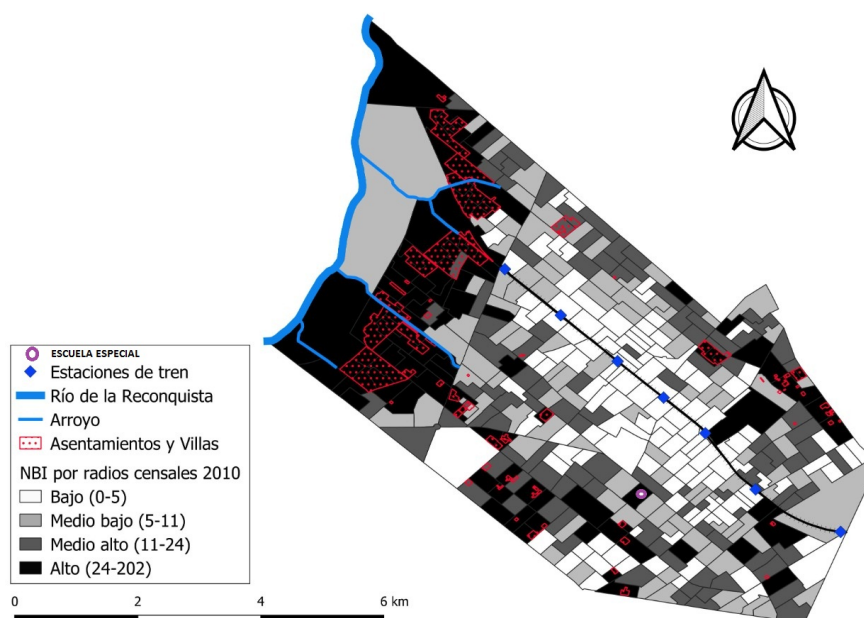 ESCUELA ESPECIAL
Estaciones de tren
Río de la Reconquista
Arroyo
Asentamientos y Villas
NBI por radios censales 2010
Bajo (0-5)
Medio bajo (5-11)
Medio alto (11-24)
Alto (24-202)
0 2 4 6 km